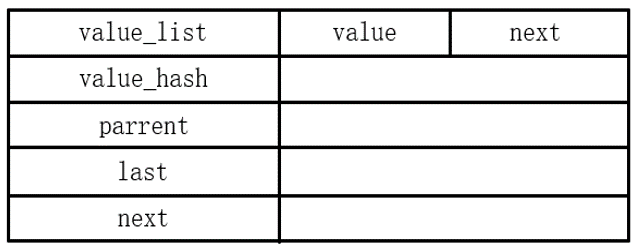 value_list value next
value_hash
parrent
last
next